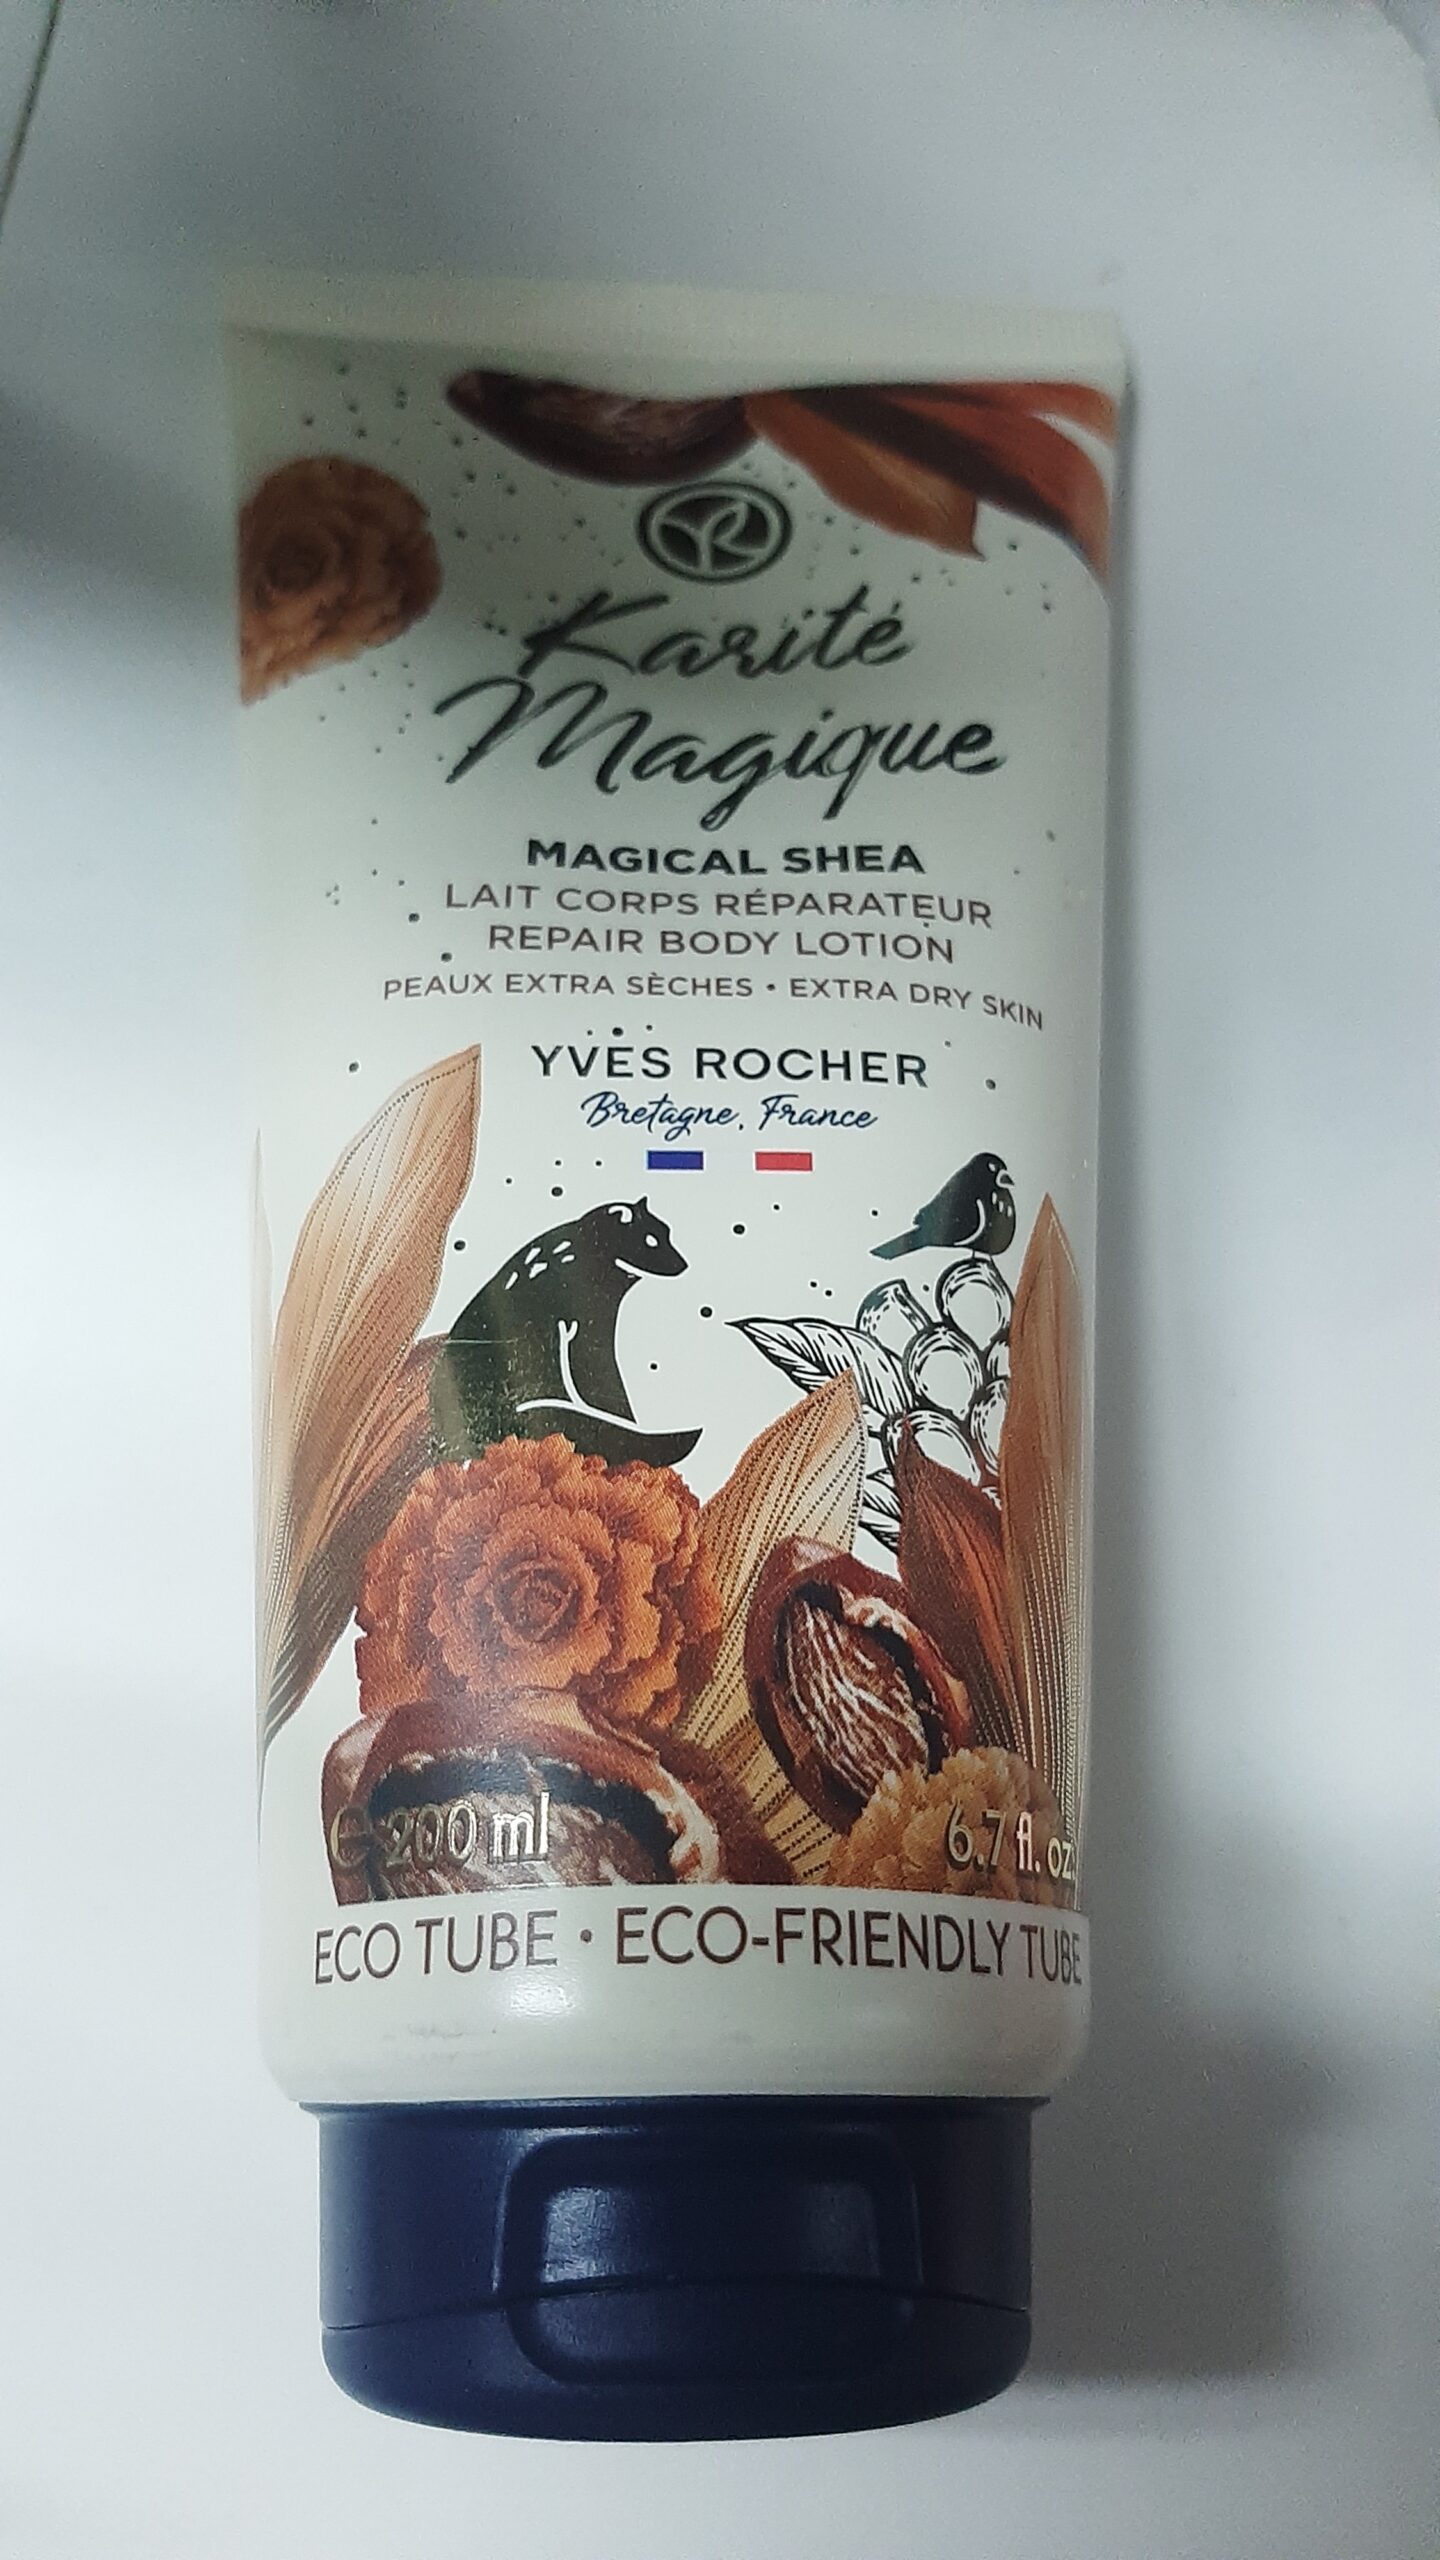 YR
Karité
Magique
MAGICAL SHEA
LAIT CORPS RÉPARATEUR
REPAIR BODY LOTION
PEAUX EXTRA SÈCHES • EXTRA DRY SKIN
YVES ROCHER
Bretagne, France
℮ 200 ml 6.7 fl. oz.
ECO TUBE • ECO-FRIENDLY TUBE